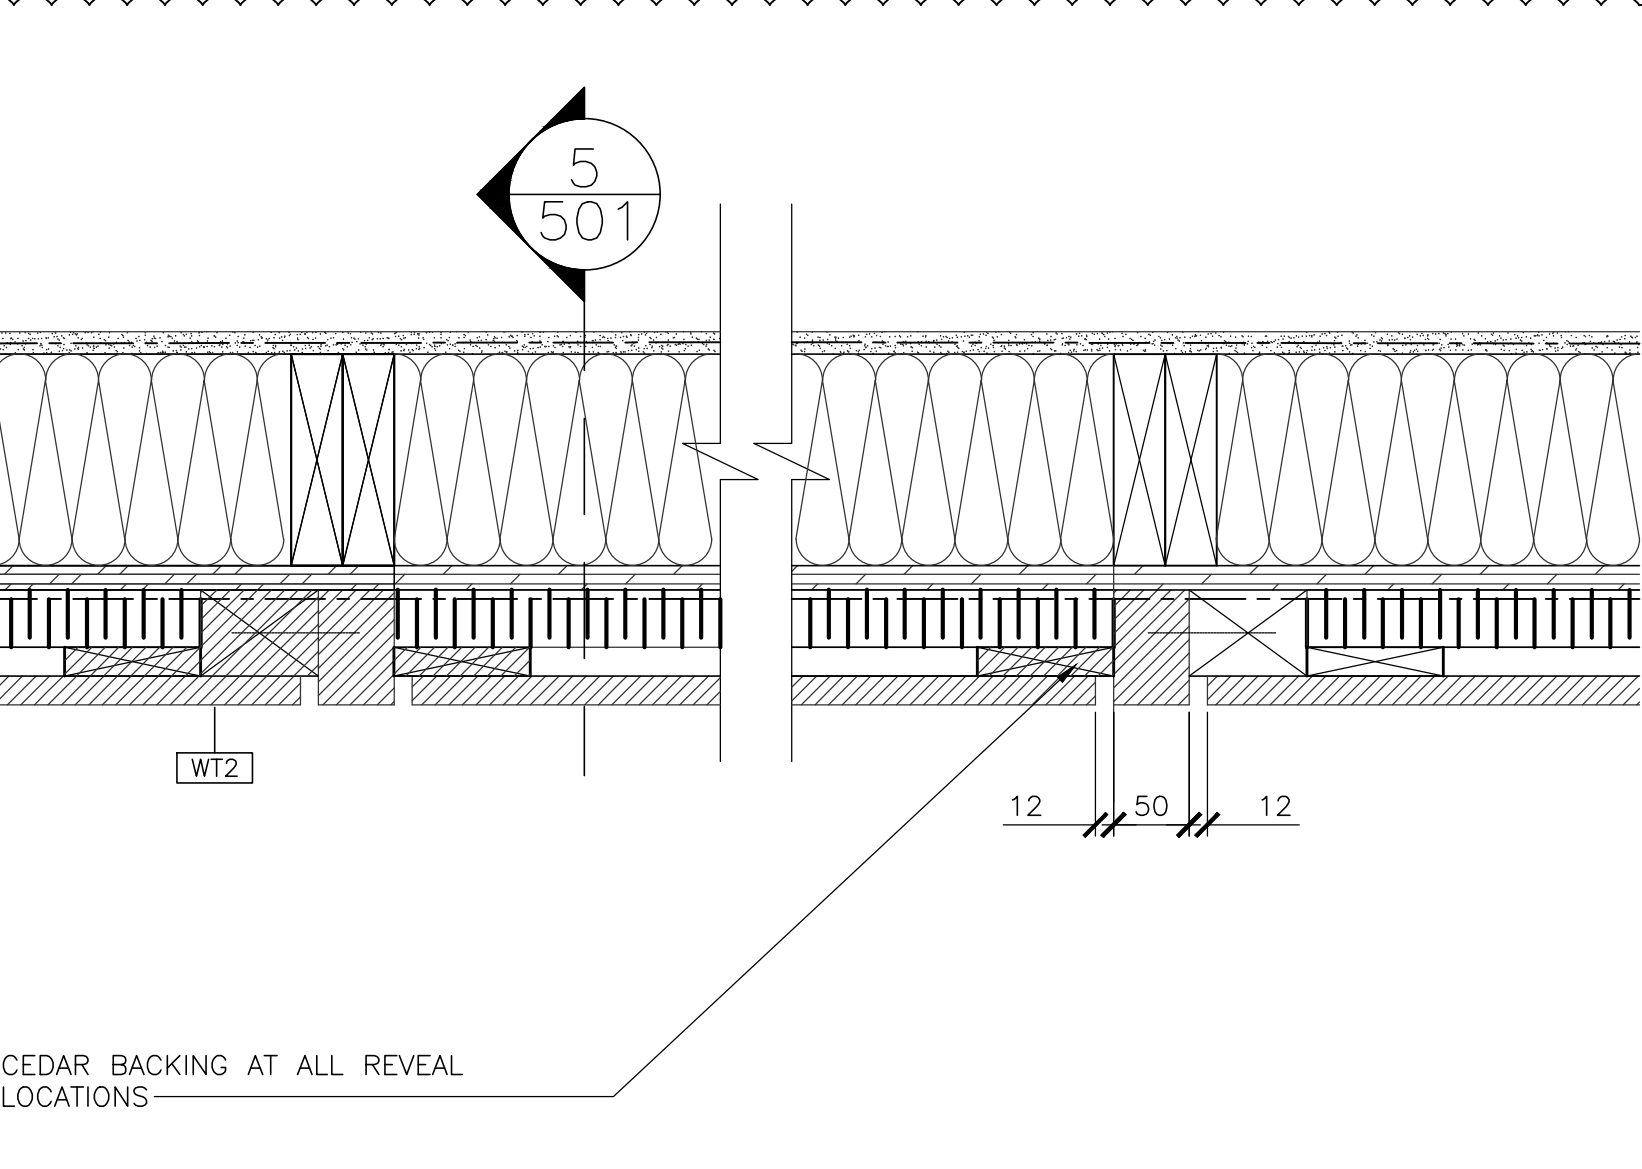 5
501
WT2
12 50 12
CEDAR BACKING AT ALL REVEAL
LOCATIONS